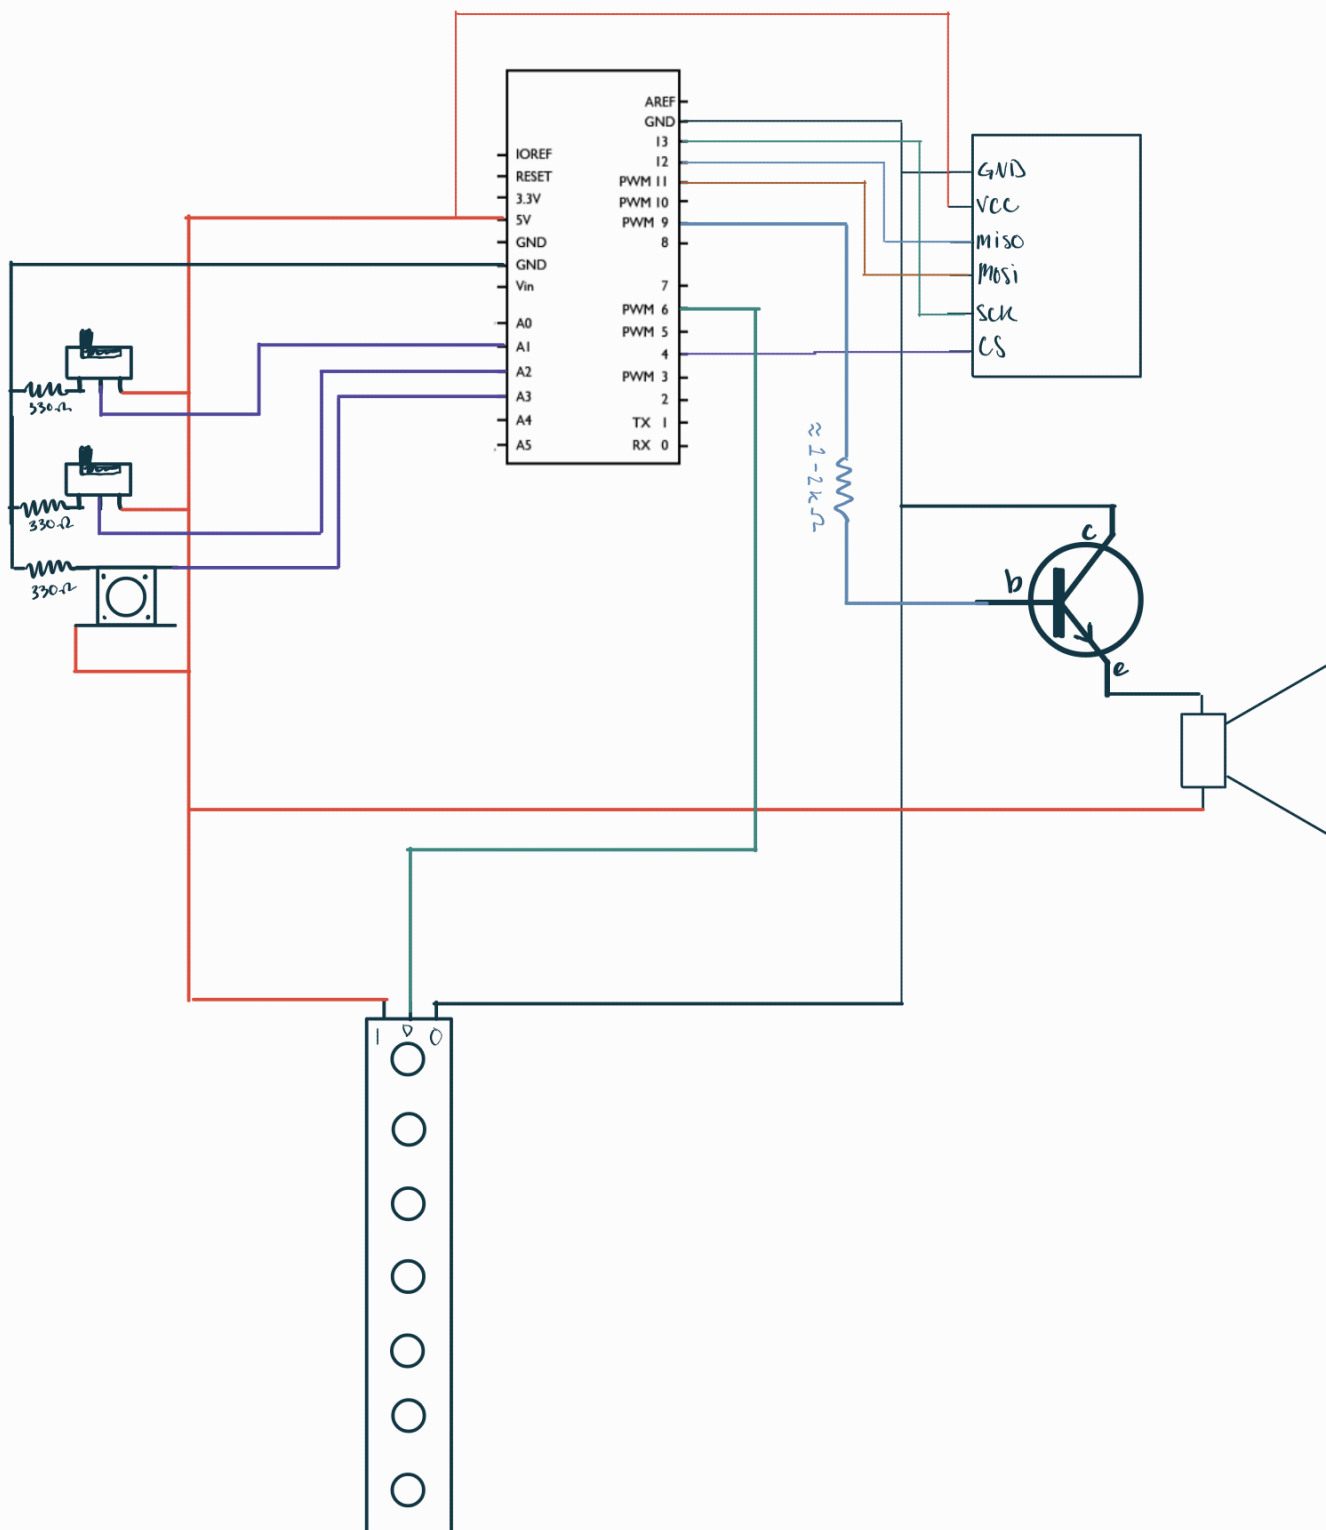 AREF
GND
13
12
PWM 11
PWM 10
PWM 9
8
7
PWM 6
PWM 5
4
PWM 3
2
TX 1
RX 0
IOREF
RESET
3.3V
5V
GND
GND
Vin
A0
A1
A2
A3
A4
A5
GND
VCC
MISO
MOSI
SCK
CS
330Ω
330Ω
330Ω
≈ 1-2kΩ
c
b
e
I D O